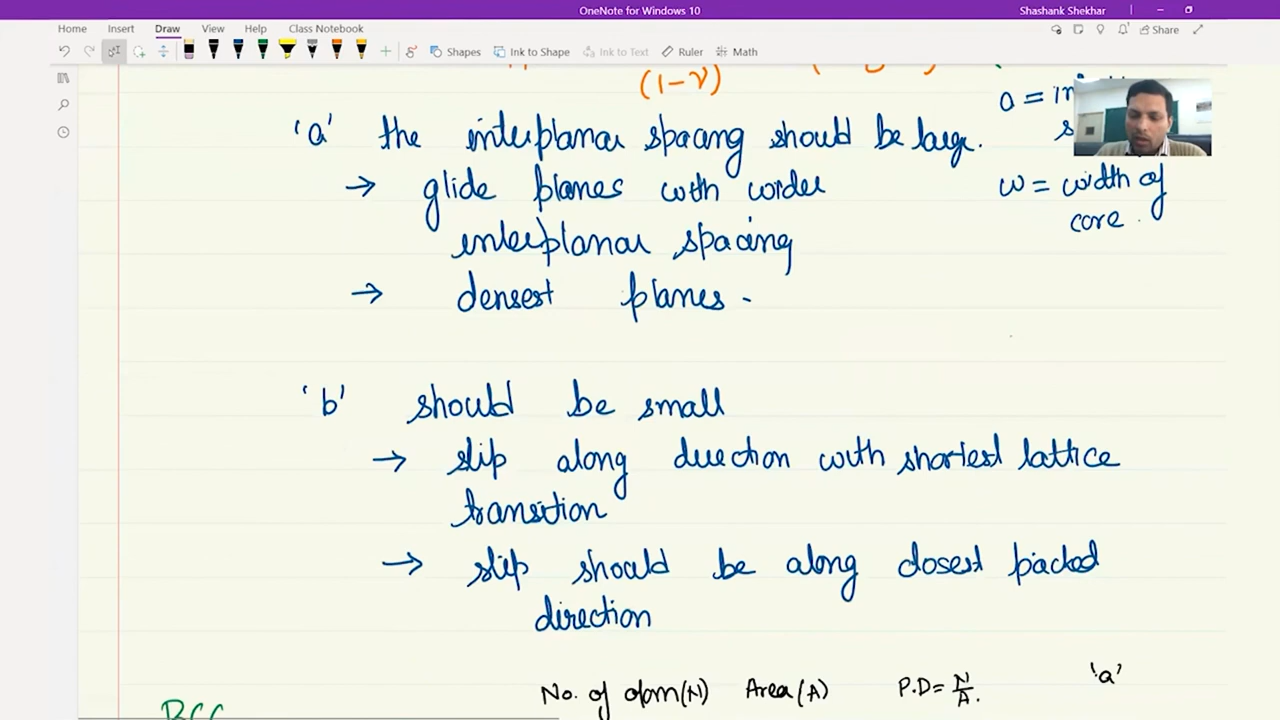 OneNote for Windows 10
Shashank Shekhar
Home Insert Draw View Help Class Notebook
Share
Shapes Ink to Shape Ink to Text Ruler Math
(1-ν)
'a' the interplanar spacing should be large.
a =
→ glide planes with wider
interplanar spacing
w = width of
core.
→ densest planes.
'b' should be small
→ slip along direction with shortest lattice
transition
→ slip should be along closest packed
direction
No. of atom(N) Area(A) P.D = N/A. 'a'
BCC